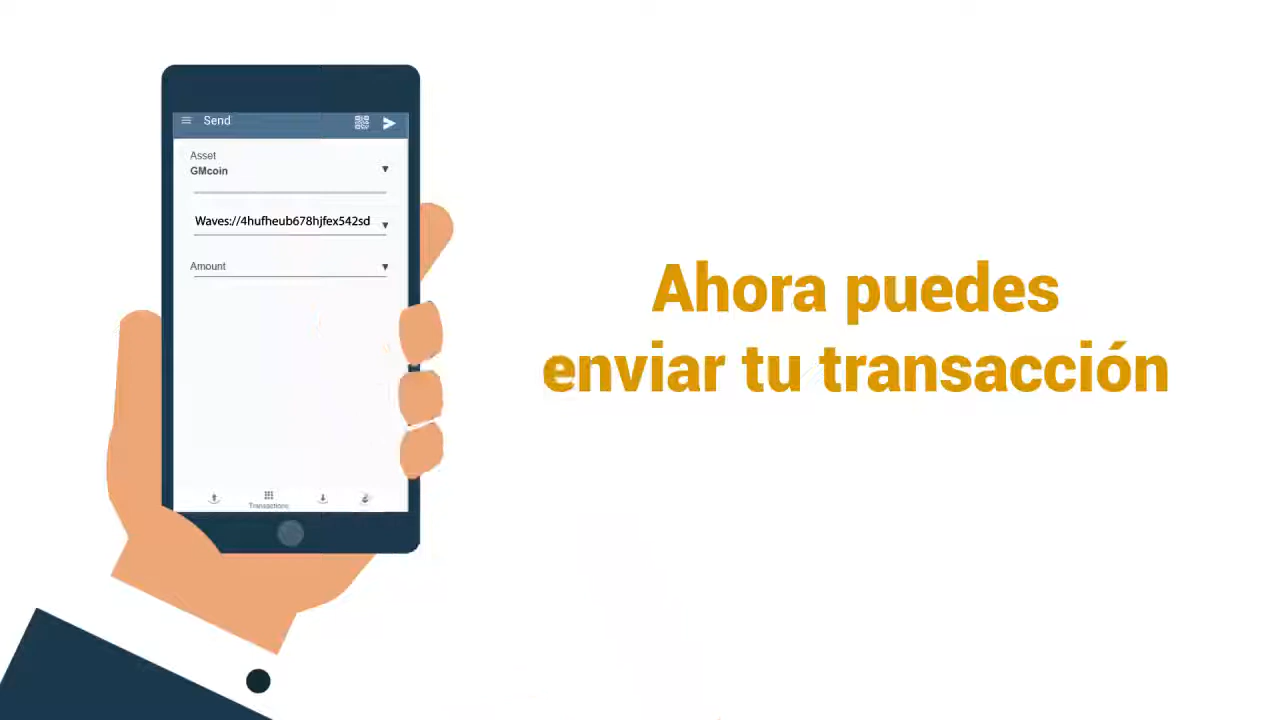 Send
Asset
GMcoin
Waves://4hufheub678hjfex542sd
Amount
Transactions
Ahora puedes
enviar tu transacción